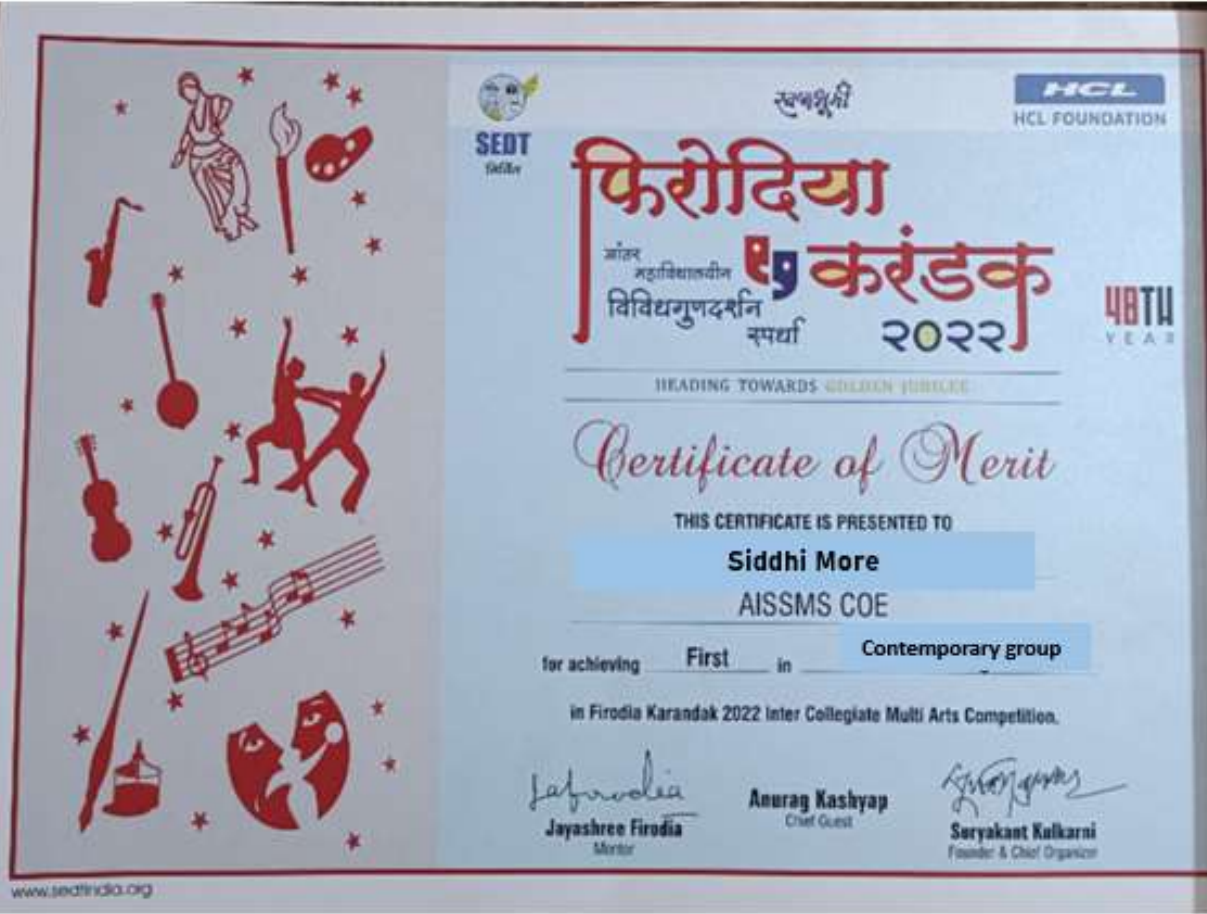 SEDT
निर्मित
स्वप्नभूमी
HCL
HCL FOUNDATION
फिरोदिया
करंडक
आंतर
महाविद्यालयीन
विविधगुणदर्शन
स्पर्धा
२०२२
48TH
YEAR
HEADING TOWARDS GOLDEN JUBILEE
Certificate of Merit
THIS CERTIFICATE IS PRESENTED TO
Siddhi More
AISSMS COE
for achieving First in Contemporary group
in Firodia Karandak 2022 Inter Collegiate Multi Arts Competition.
Jayashree Firodia
Mentor
Anurag Kashyap
Chief Guest
Suryakant Kulkarni
Founder & Chief Organizer
www.sedtindia.org